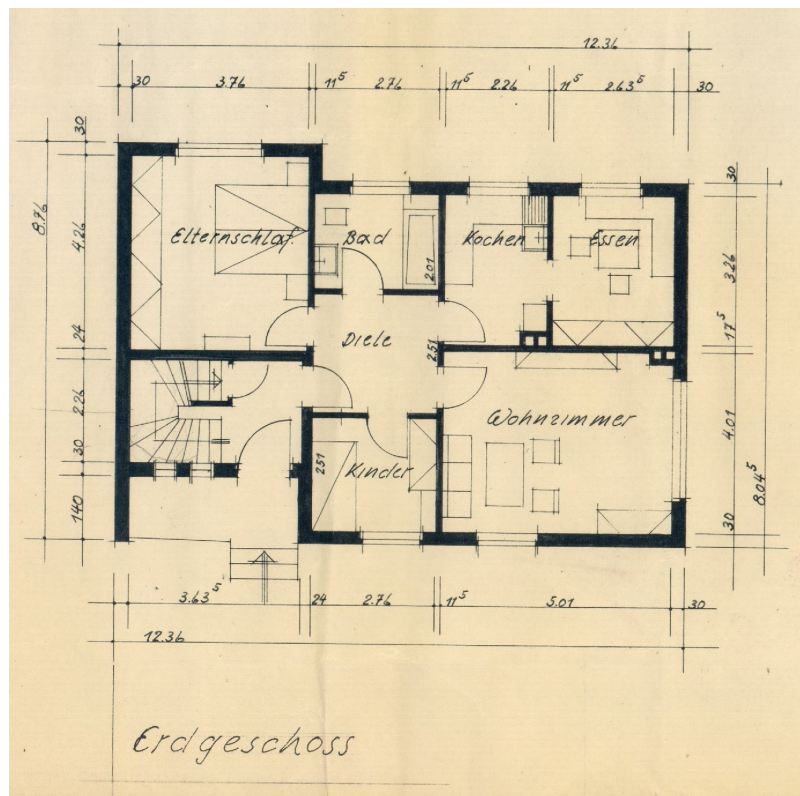 12.36
30 3.76 11⁵ 2.76 11⁵ 2.26 11⁵ 2.63⁵ 30
30
8.76
4.26
24
2.26
30
140
30
3.26
17⁵
4.01
30
8.04⁵
Elternschlaf.
Bad
2.01
Kochen
Essen
Diele
2.51
Wohnzimmer
2.51
Kinder
3.63⁵ 24 2.76 11⁵ 5.01 30
12.36
Erdgeschoss